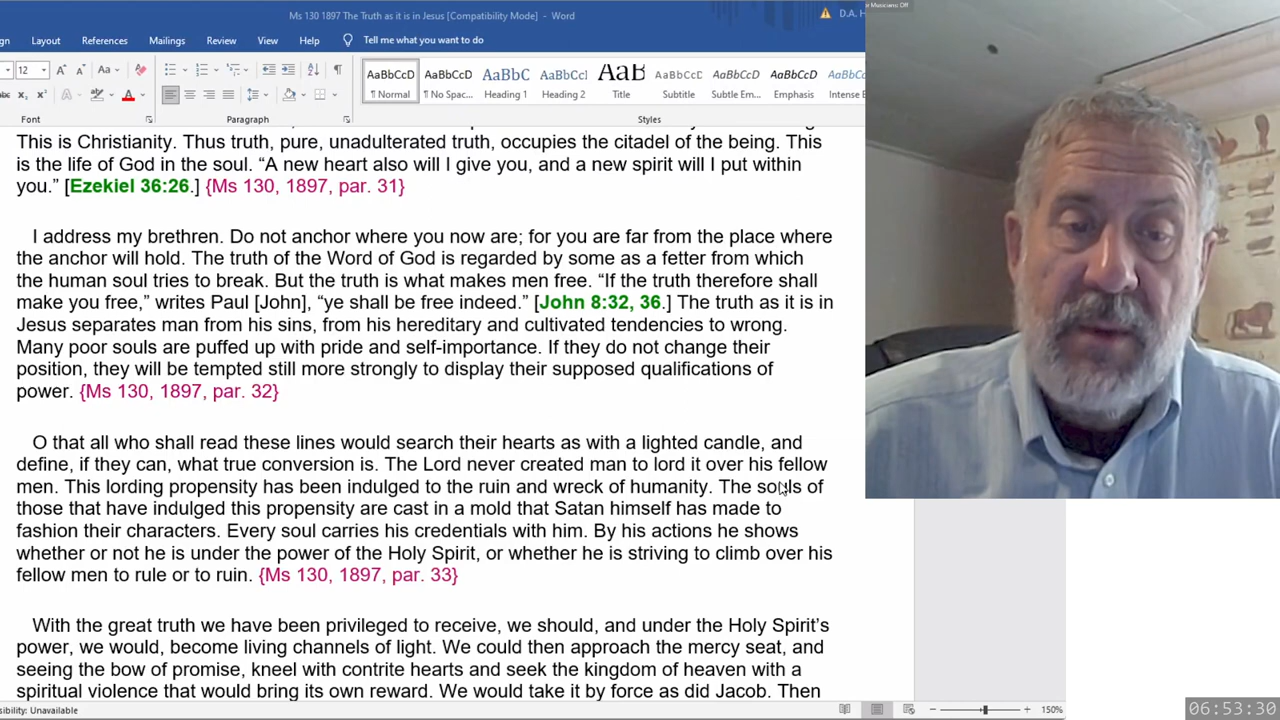 Ms 130 1897 The Truth as it is in Jesus [Compatibility Mode] - Word
D.A. H
r Musicians Off
gn Layout References Mailings Review View Help Tell me what you want to do
12 Aa
AaBbCcD AaBbCcD AaBbC AaBbCc AaB AaBbCcD AaBbCcD AaBbCcD AaBbCc
¶ Normal ¶ No Spac... Heading 1 Heading 2 Title Subtitle Subtle Em... Emphasis Intense E
Font Paragraph Styles
This is Christianity. Thus truth, pure, unadulterated truth, occupies the citadel of the being. This
is the life of God in the soul. “A new heart also will I give you, and a new spirit will I put within
you.” [Ezekiel 36:26.] {Ms 130, 1897, par. 31}
I address my brethren. Do not anchor where you now are; for you are far from the place where
the anchor will hold. The truth of the Word of God is regarded by some as a fetter from which
the human soul tries to break. But the truth is what makes men free. “If the truth therefore shall
make you free,” writes Paul [John], “ye shall be free indeed.” [John 8:32, 36.] The truth as it is in
Jesus separates man from his sins, from his hereditary and cultivated tendencies to wrong.
Many poor souls are puffed up with pride and self-importance. If they do not change their
position, they will be tempted still more strongly to display their supposed qualifications of
power. {Ms 130, 1897, par. 32}
O that all who shall read these lines would search their hearts as with a lighted candle, and
define, if they can, what true conversion is. The Lord never created man to lord it over his fellow
men. This lording propensity has been indulged to the ruin and wreck of humanity. The souls of
those that have indulged this propensity are cast in a mold that Satan himself has made to
fashion their characters. Every soul carries his credentials with him. By his actions he shows
whether or not he is under the power of the Holy Spirit, or whether he is striving to climb over his
fellow men to rule or to ruin. {Ms 130, 1897, par. 33}
With the great truth we have been privileged to receive, we should, and under the Holy Spirit’s
power, we would, become living channels of light. We could then approach the mercy seat, and
seeing the bow of promise, kneel with contrite hearts and seek the kingdom of heaven with a
spiritual violence that would bring its own reward. We would take it by force as did Jacob. Then
sibility: Unavailable
150%
06:53:30